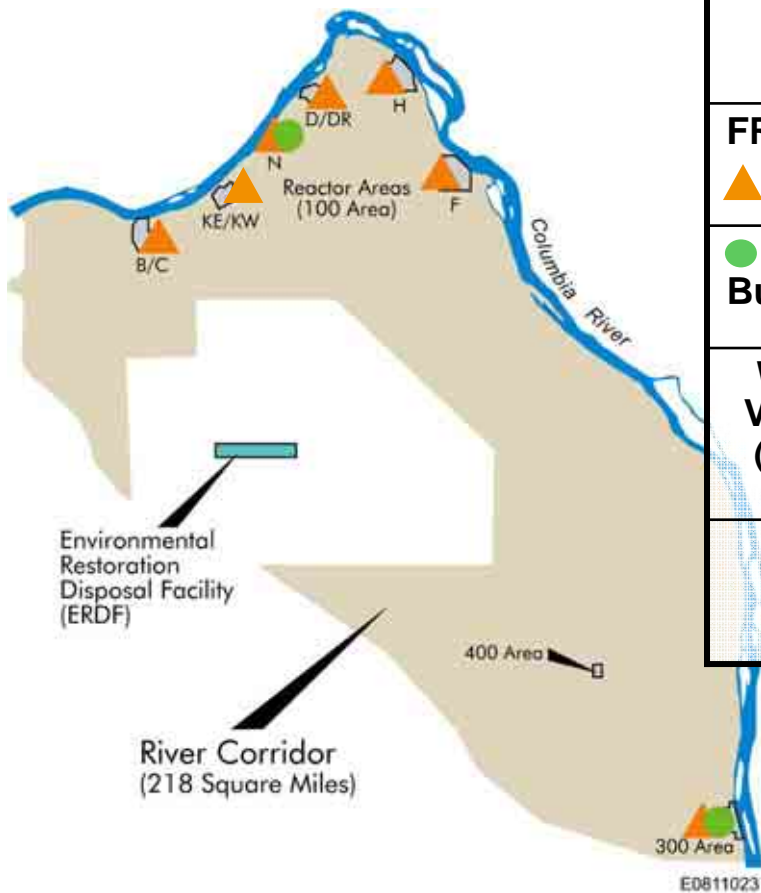 H
D/DR
N
Reactor Areas
(100 Area)
F
KE/KW
B/C
Columbia River
Environmental
Restoration
Disposal Facility
(ERDF)
400 Area
River Corridor
(218 Square Miles)
300 Area
E0811023